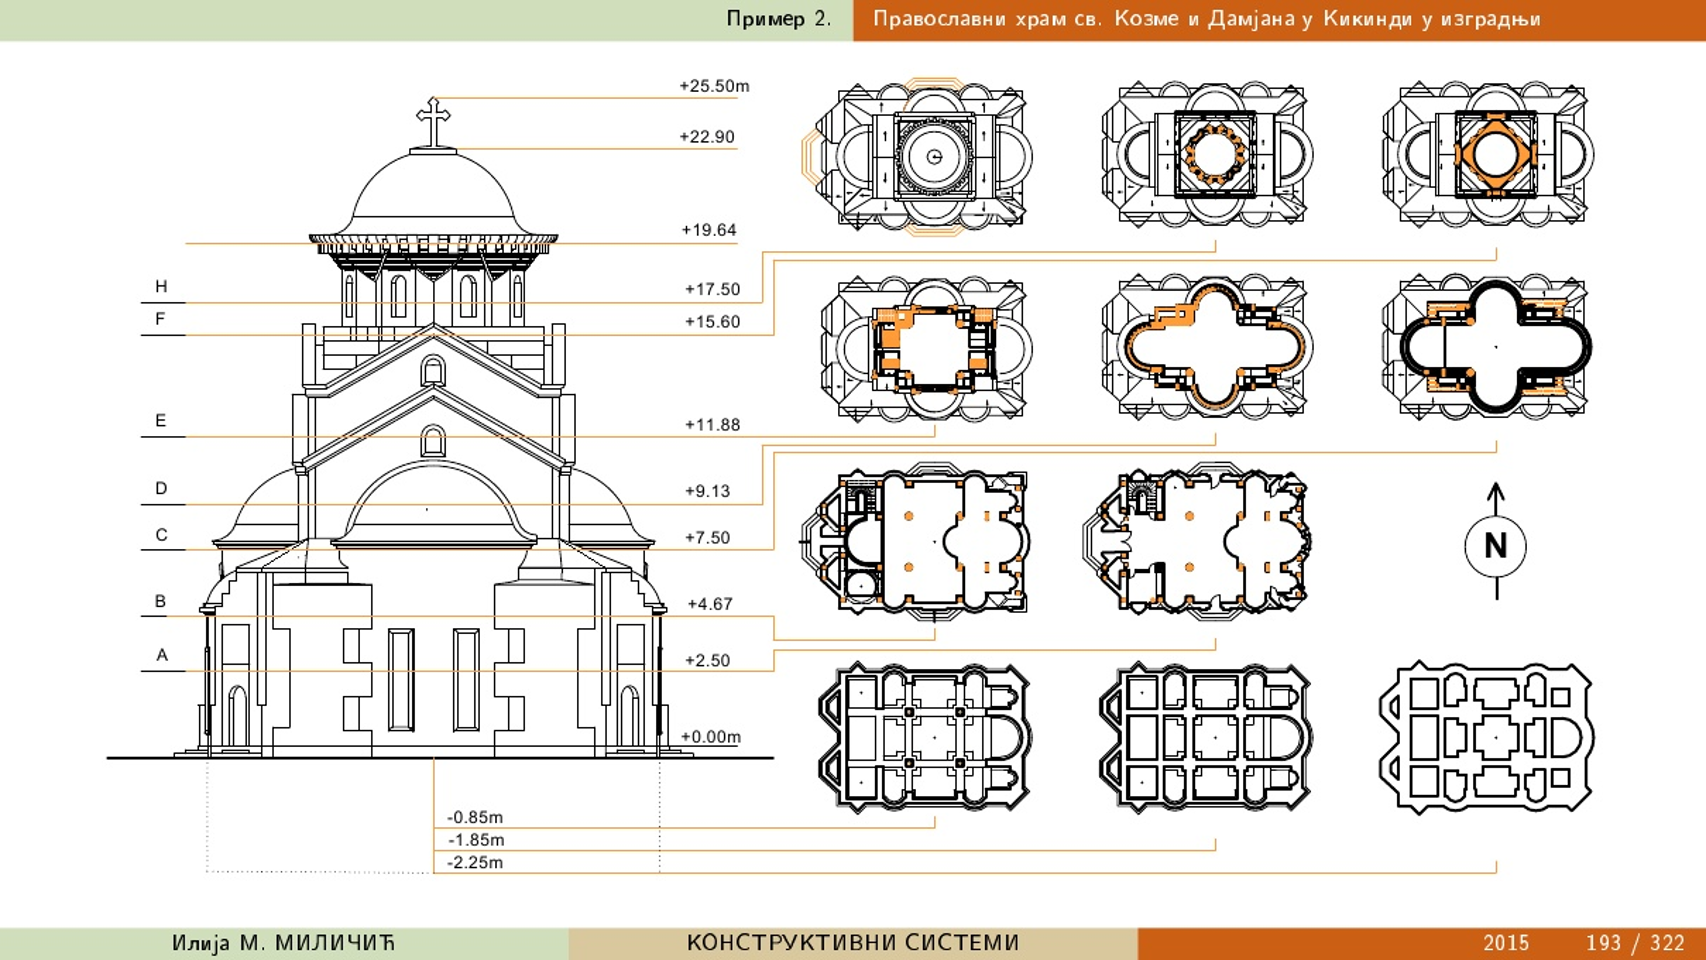 Пример 2. Православни храм св. Козме и Дамјана у Кикинди у изградњи
+25.50m
+22.90
+19.64
H +17.50
F +15.60
E +11.88
D +9.13
C +7.50
B +4.67
A +2.50
+0.00m
-0.85m
-1.85m
-2.25m
N
Илија М. МИЛИЧИЋ КОНСТРУКТИВНИ СИСТЕМИ 2015 193 / 322